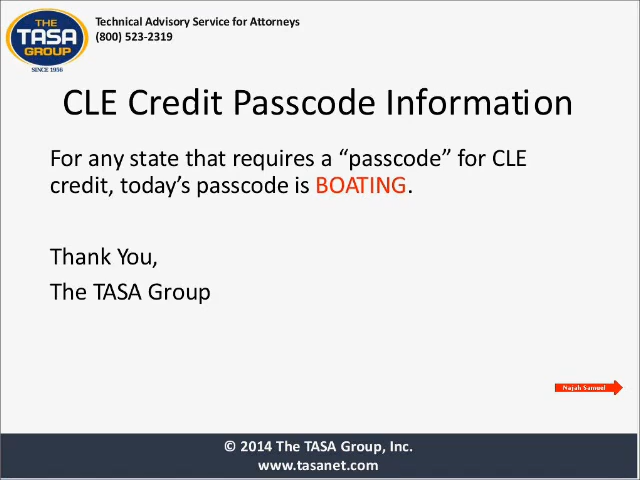 THE
TASA
GROUP
SINCE 1956
Technical Advisory Service for Attorneys
(800) 523-2319
CLE Credit Passcode Information
For any state that requires a “passcode” for CLE
credit, today’s passcode is BOATING.
Thank You,
The TASA Group
Najah Samuel
© 2014 The TASA Group, Inc.
www.tasanet.com